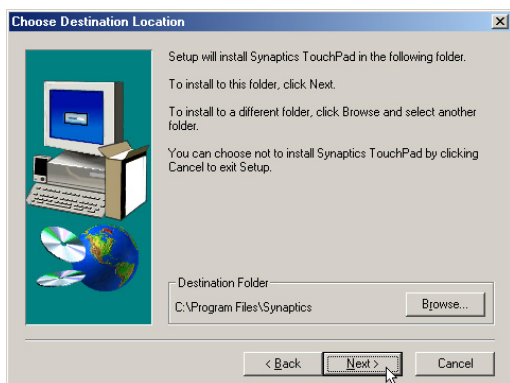 Choose Destination Location
Setup will install Synaptics TouchPad in the following folder.
To install to this folder, click Next.
To install to a different folder, click Browse and select another
folder.
You can choose not to install Synaptics TouchPad by clicking
Cancel to exit Setup.
Destination Folder
C:\Program Files\Synaptics
Browse...
< Back
Next >
Cancel